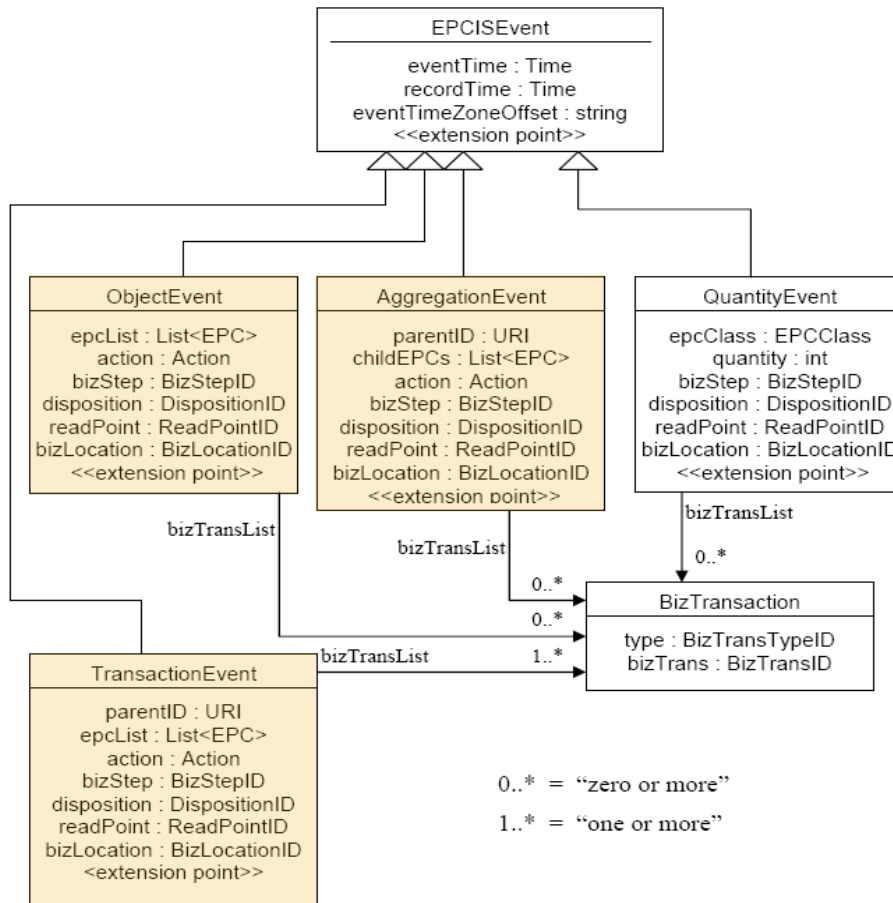 EPCISEvent
eventTime : Time
recordTime : Time
eventTimeZoneOffset : string
<<extension point>>
ObjectEvent
epcList : List<EPC>
action : Action
bizStep : BizStepID
disposition : DispositionID
readPoint : ReadPointID
bizLocation : BizLocationID
<<extension point>>
AggregationEvent
parentID : URI
childEPCs : List<EPC>
action : Action
bizStep : BizStepID
disposition : DispositionID
readPoint : ReadPointID
bizLocation : BizLocationID
<<extension point>>
QuantityEvent
epcClass : EPCClass
quantity : int
bizStep : BizStepID
disposition : DispositionID
readPoint : ReadPointID
bizLocation : BizLocationID
<<extension point>>
bizTransList
bizTransList
bizTransList
0..*
0..*
0..*
BizTransaction
type : BizTransTypeID
bizTrans : BizTransID
bizTransList
1..*
TransactionEvent
parentID : URI
epcList : List<EPC>
action : Action
bizStep : BizStepID
disposition : DispositionID
readPoint : ReadPointID
bizLocation : BizLocationID
<extension point>>
0..* = “zero or more”
1..* = “one or more”